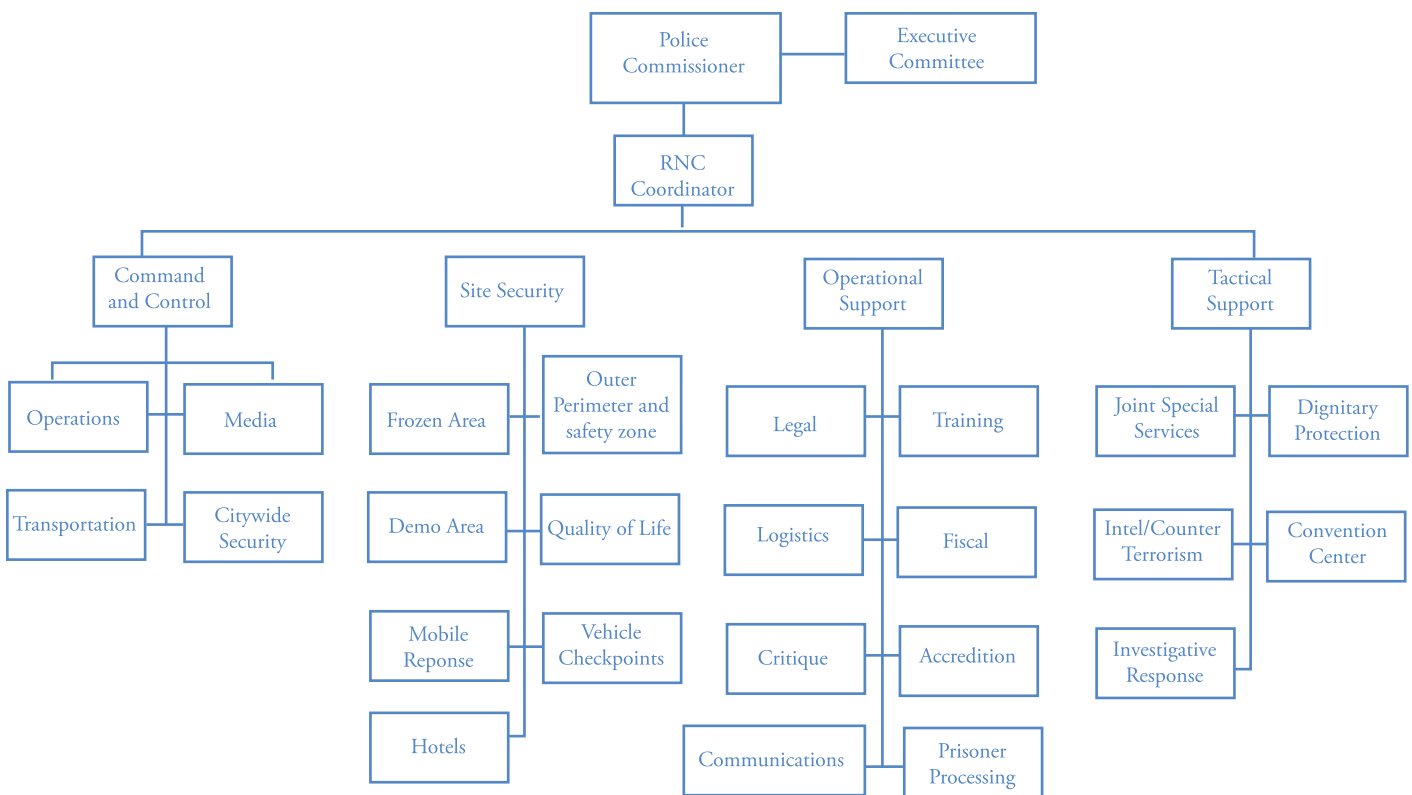 Police
Commissioner
Executive
Committee
RNC
Coordinator
Command
and Control
Site Security
Operational
Support
Tactical
Support
Operations
Media
Transportation
Citywide
Security
Frozen Area
Outer
Perimeter and
safety zone
Demo Area
Quality of Life
Mobile
Reponse
Vehicle
Checkpoints
Hotels
Legal
Training
Logistics
Fiscal
Critique
Accredition
Communications
Prisoner
Processing
Joint Special
Services
Dignitary
Protection
Intel/Counter
Terrorism
Convention
Center
Investigative
Response